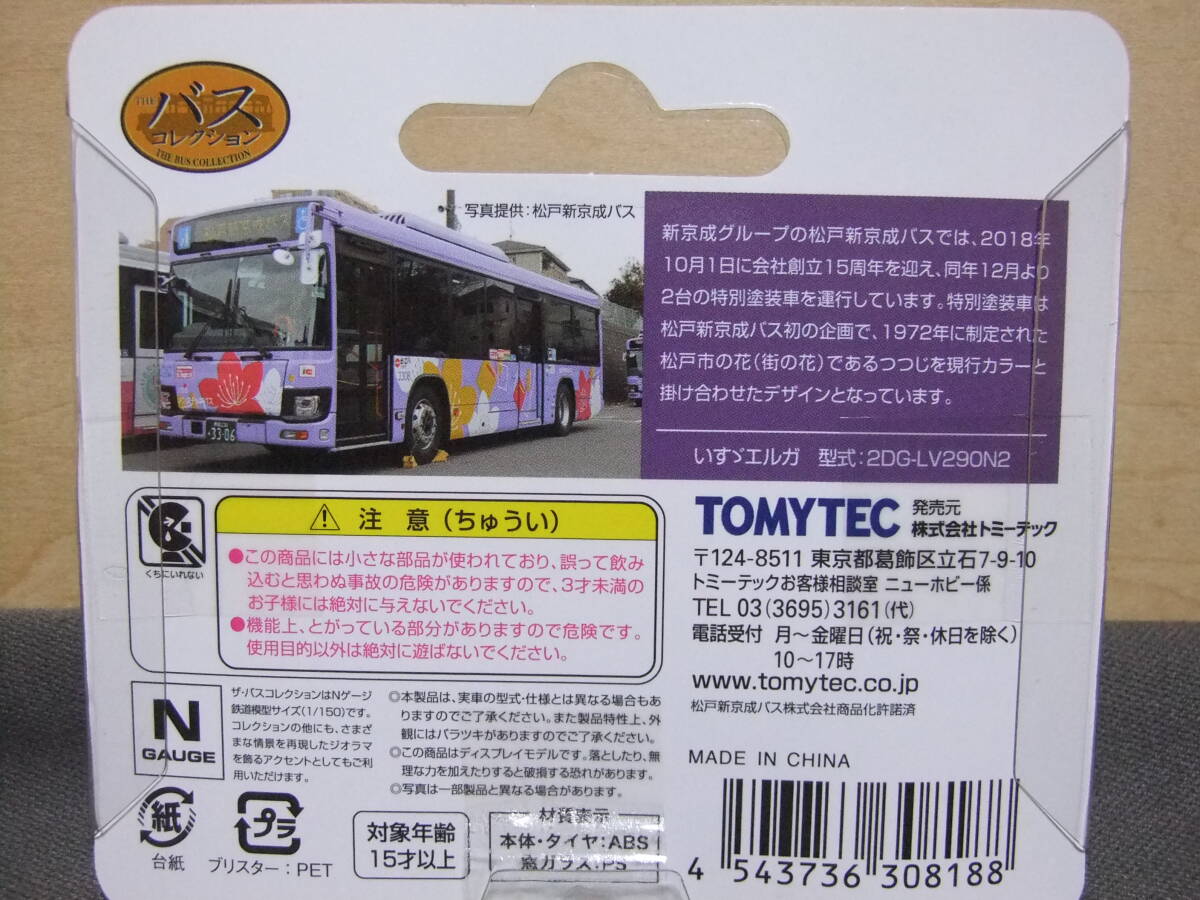 THE
バス
コレクション
THE BUS COLLECTION
写真提供：松戸新京成バス
3308
・33-06
新京成グループの松戸新京成バスでは、2018年
10月1日に会社創立15周年を迎え、同年12月より
2台の特別塗装車を運行しています。特別塗装車は
松戸新京成バス初の企画で、1972年に制定された
松戸市の花（街の花）であるつつじを現行カラーと
掛け合わせたデザインとなっています。
いすゞエルガ　型式：2DG-LV290N2
くちにいれない
注　意（ちゅうい）
●この商品には小さな部品が使われており、誤って飲み
込むと思わぬ事故の危険がありますので、3才未満の
お子様には絶対に与えないでください。
●機能上、とがっている部分がありますので危険です。
使用目的以外は絶対に遊ばないでください。
TOMYTEC 発売元
株式会社トミーテック
〒124-8511 東京都葛飾区立石7-9-10
トミーテックお客様相談室 ニューホビー係
TEL 03(3695)3161(代)
電話受付 月～金曜日（祝・祭・休日を除く）
10～17時
www.tomytec.co.jp
松戸新京成バス株式会社商品化許諾済
N
GAUGE
ザ・バスコレクションはNゲージ
鉄道模型サイズ(1/150)です。
コレクションの他にも、さまざ
まな情景を再現したジオラマ
を飾るアクセントとしてもご利
用いただけます。
◎本製品は、実車の型式・仕様とは異なる場合もあ
りますのでご了承ください。また製品特性上、外
観にはバラツキがありますのでご了承ください。
◎この商品はディスプレイモデルです。落としたり、無
理な力を加えたりすると破損する恐れがあります。
◎写真は一部製品と異なる場合があります。
MADE IN CHINA
紙
台紙
プラ
ブリスター：PET
対象年齢
15才以上
材質表示
本体・タイヤ：ABS
窓ガラス：PS
4 543736 308188